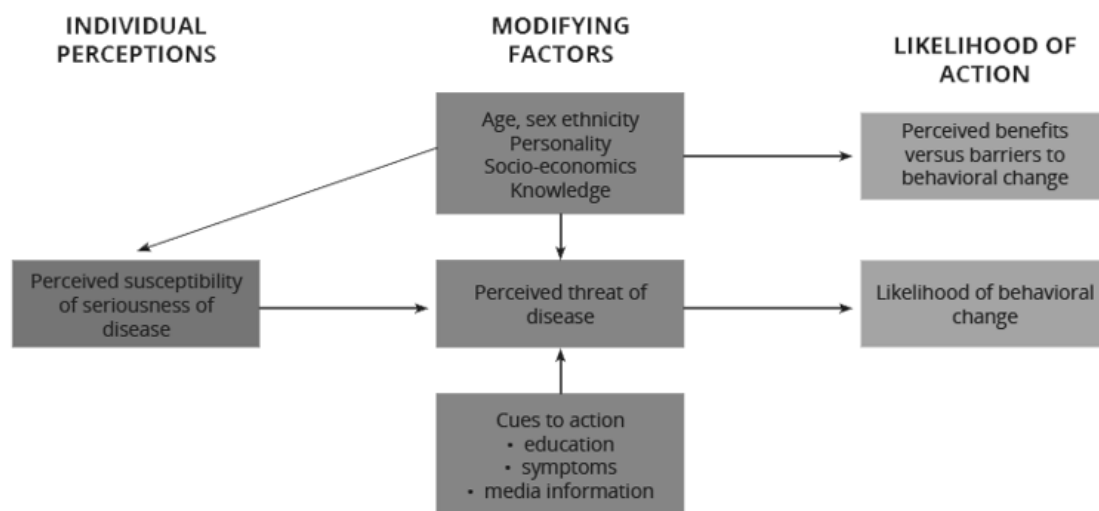 INDIVIDUAL
PERCEPTIONS
MODIFYING
FACTORS
LIKELIHOOD OF
ACTION
Age, sex ethnicity
Personality
Socio-economics
Knowledge
Perceived benefits
versus barriers to
behavioral change
Perceived susceptibility
of seriousness of
disease
Perceived threat of
disease
Likelihood of behavioral
change
Cues to action
• education
• symptoms
• media information